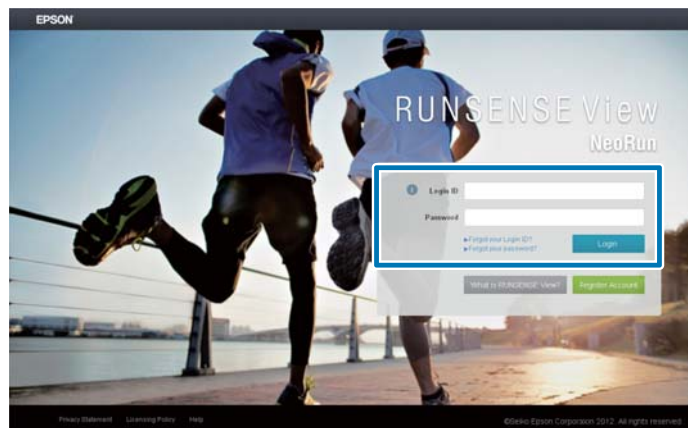 EPSON
RUNSENSE View
NeoRun
i Login ID
Password
▶Forgot your Login ID?
▶Forgot your password?
Login
What is RUNSENSE View?
Register Account
Privacy Statement Licensing Policy Help
©Seiko Epson Corporation 2012. All rights reserved.